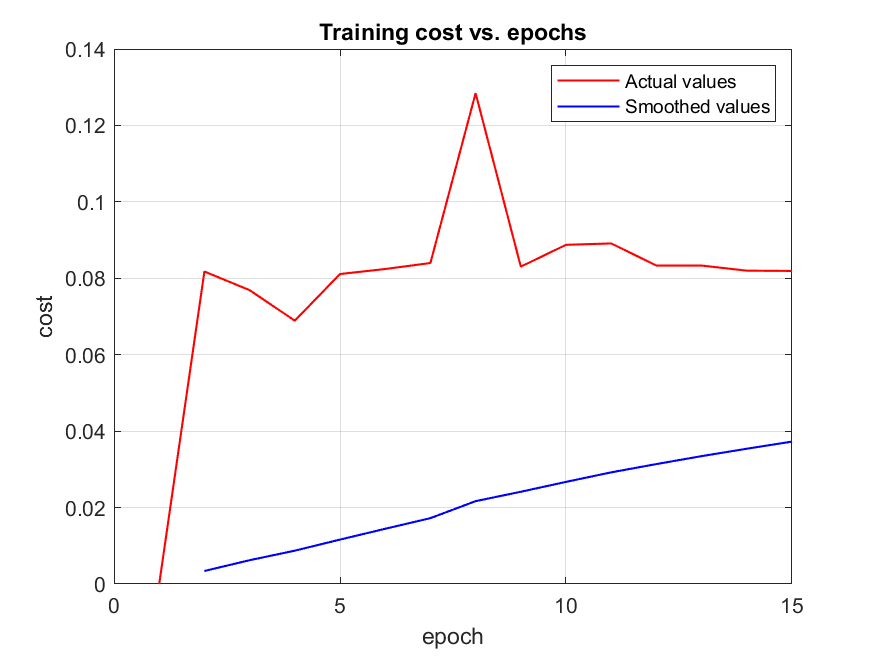 Training cost vs. epochs
0.14
0.12
0.1
0.08
0.06
0.04
0.02
0
cost
Actual values
Smoothed values
0 5 10 15
epoch